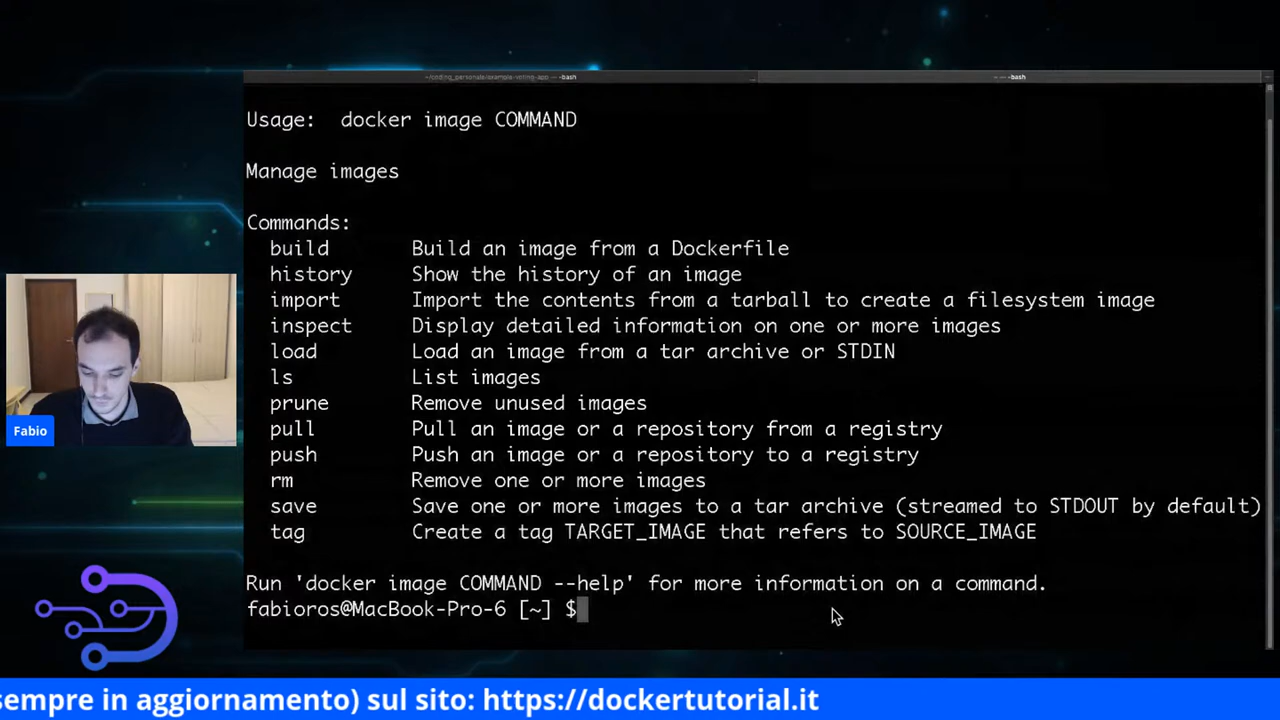 ~/coding_personale/example-voting-app — -bash
~ — -bash
Usage:  docker image COMMAND
Manage images
Commands:
build       Build an image from a Dockerfile
history     Show the history of an image
import      Import the contents from a tarball to create a filesystem image
inspect     Display detailed information on one or more images
load        Load an image from a tar archive or STDIN
ls          List images
prune       Remove unused images
pull        Pull an image or a repository from a registry
push        Push an image or a repository to a registry
rm          Remove one or more images
save        Save one or more images to a tar archive (streamed to STDOUT by default)
tag         Create a tag TARGET_IMAGE that refers to SOURCE_IMAGE
Run 'docker image COMMAND --help' for more information on a command.
fabioros@MacBook-Pro-6 [~] $
Fabio
sempre in aggiornamento) sul sito: https://dockertutorial.it